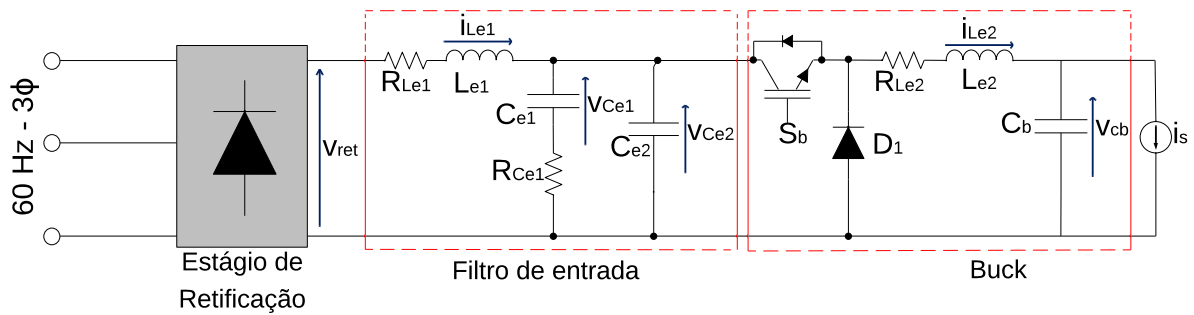 60 Hz - 3ϕ
Estágio de
Retificação
vret
RLe1
iLe1
Le1
Ce1
vCe1
RCe1
Ce2
vCe2
Filtro de entrada
Sb
D1
RLe2
iLe2
Le2
Cb
vcb
is
Buck